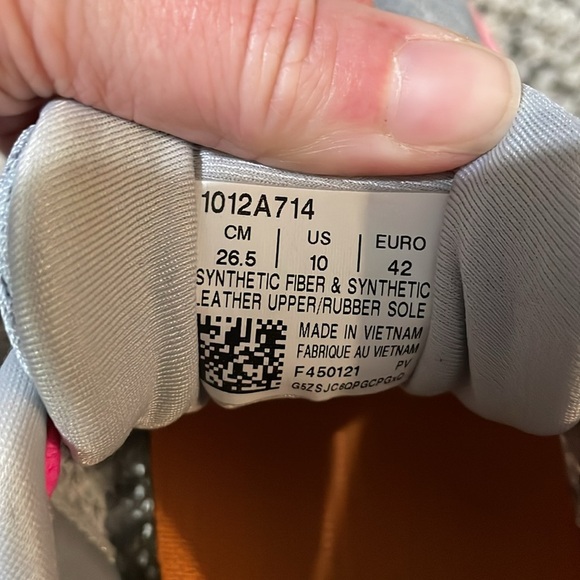 1012A714
CM | US | EURO
26.5 | 10 | 42
SYNTHETIC FIBER & SYNTHETIC
LEATHER UPPER/RUBBER SOLE
MADE IN VIETNAM
FABRIQUE AU VIETNAM
F450121 PV